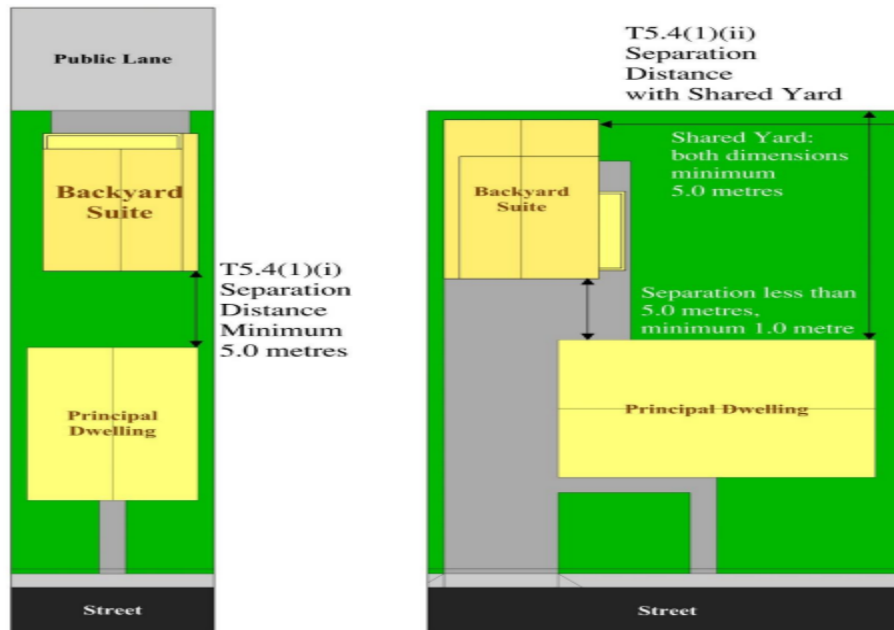 Public Lane
Backyard
Suite
T5.4(1)(i)
Separation
Distance
Minimum
5.0 metres
Principal
Dwelling
Street
T5.4(1)(ii)
Separation
Distance
with Shared Yard
Shared Yard:
both dimensions
minimum
5.0 metres
Backyard
Suite
Separation less than
5.0 metres,
minimum 1.0 metre
Principal Dwelling
Street